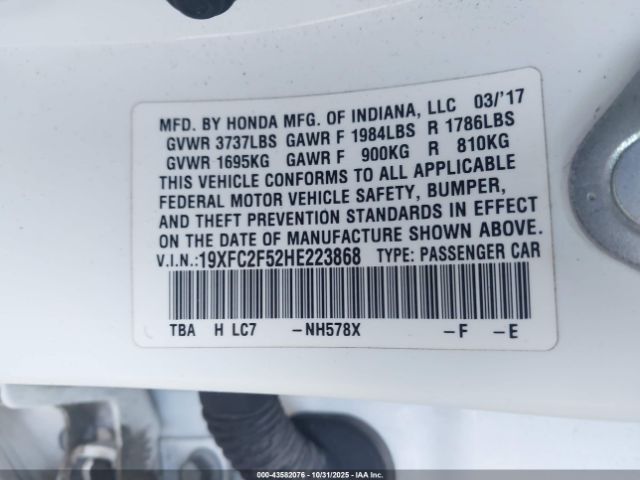 MFD. BY HONDA MFG. OF INDIANA, LLC 03/'17
GVWR 3737LBS GAWR F 1984LBS R 1786LBS
GVWR 1695KG GAWR F 900KG R 810KG
THIS VEHICLE CONFORMS TO ALL APPLICABLE
FEDERAL MOTOR VEHICLE SAFETY, BUMPER,
AND THEFT PREVENTION STANDARDS IN EFFECT
ON THE DATE OF MANUFACTURE SHOWN ABOVE.
V.I.N.:19XFC2F52HE223868 TYPE: PASSENGER CAR
TBA H LC7 -NH578X -F -E
000-43582076 - 10/31/2025 - IAAI.com